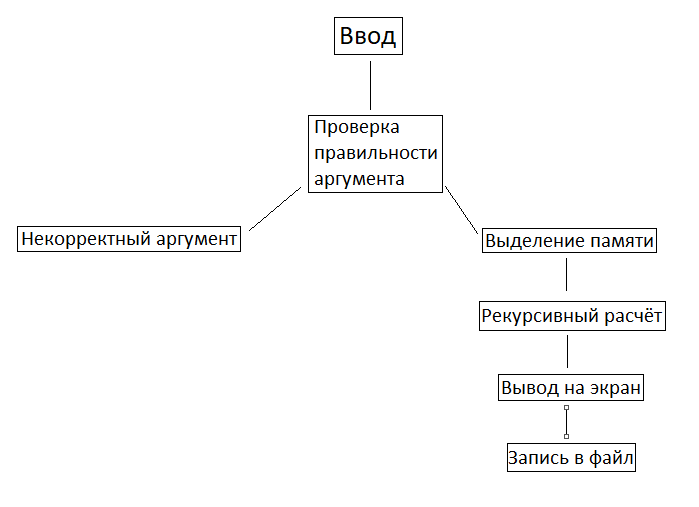 Ввод
Проверка
правильности
аргумента
Некорректный аргумент
Выделение памяти
Рекурсивный расчёт
Вывод на экран
Запись в файл